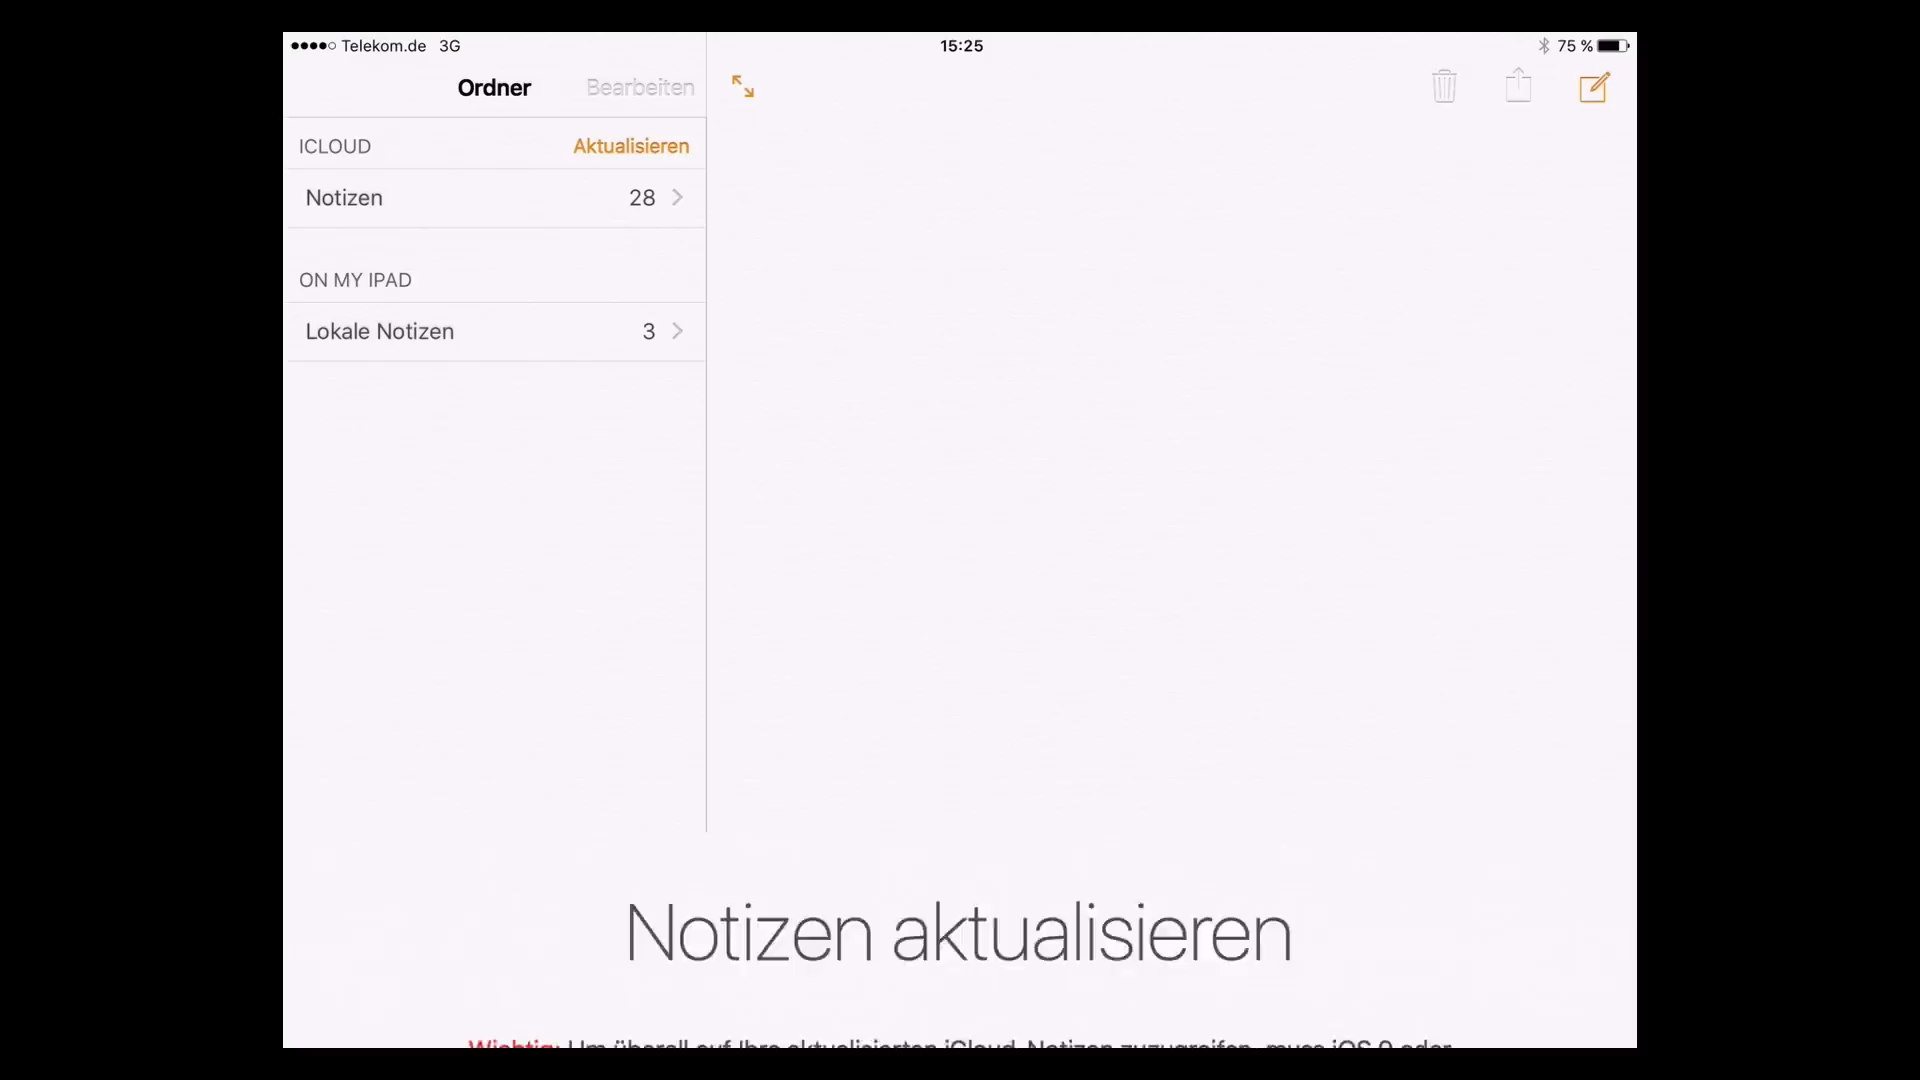 Telekom.de 3G 15:25 75 %
Ordner Bearbeiten
ICLOUD Aktualisieren
Notizen 28
ON MY IPAD
Lokale Notizen 3
Notizen aktualisieren
Wichtig: Um überall auf Ihre aktualisierten iCloud-Notizen zuzugreifen, muss iOS 9 oder